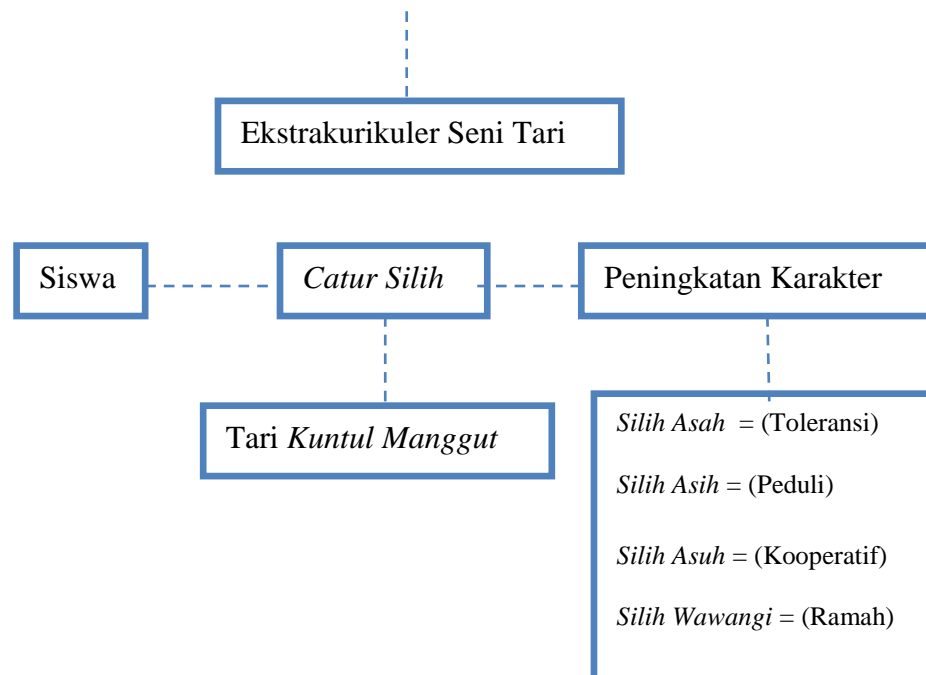 Ekstrakurikuler Seni Tari
Siswa
Catur Silih
Peningkatan Karakter
Tari Kuntul Manggut
Silih Asah = (Toleransi)
Silih Asih = (Peduli)
Silih Asuh = (Kooperatif)
Silih Wawangi = (Ramah)